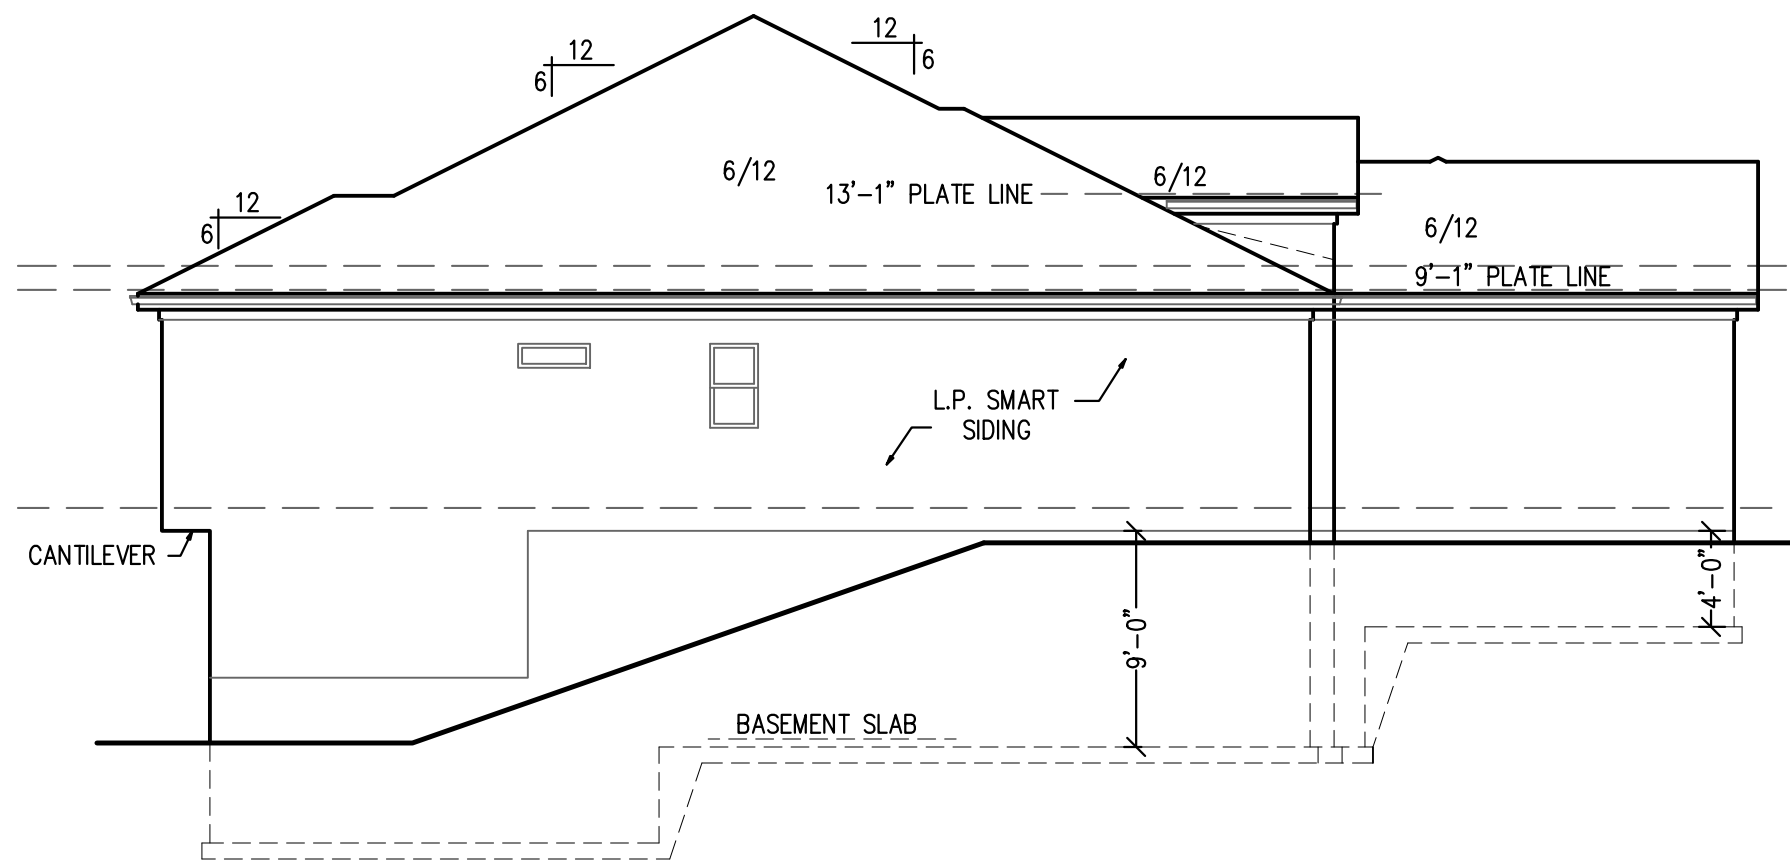 12
12
6
6
6/12
6/12
13'-1" PLATE LINE
12
6
6/12
9'-1" PLATE LINE
L.P. SMART
SIDING
CANTILEVER
4'-0"
9'-0"
BASEMENT SLAB